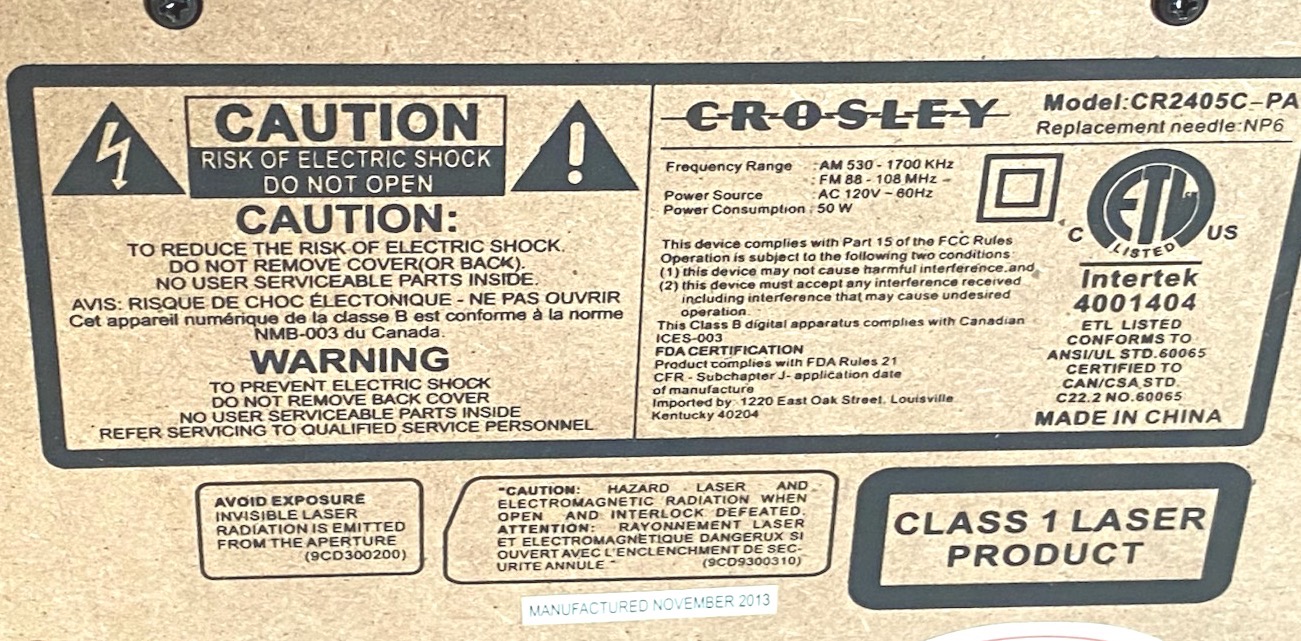 CAUTION
RISK OF ELECTRIC SHOCK
DO NOT OPEN
CAUTION:
TO REDUCE THE RISK OF ELECTRIC SHOCK.
DO NOT REMOVE COVER(OR BACK).
NO USER SERVICEABLE PARTS INSIDE.
AVIS: RISQUE DE CHOC ÉLECTONIQUE - NE PAS OUVRIR
Cet appareil numérique de la classe B est conforme à la norme
NMB-003 du Canada.
WARNING
TO PREVENT ELECTRIC SHOCK
DO NOT REMOVE BACK COVER
NO USER SERVICEABLE PARTS INSIDE
REFER SERVICING TO QUALIFIED SERVICE PERSONNEL
CROSLEY
Model:CR2405C-PA
Replacement needle:NP6
Frequency Range : AM 530 - 1700 KHz
: FM 88 - 108 MHz
Power Source : AC 120V ~ 60Hz
Power Consumption : 50 W
This device complies with Part 15 of the FCC Rules
Operation is subject to the following two conditions
(1) this device may not cause harmful interference.and
(2) this device must accept any interference received
including interference that may cause undesired
operation.
This Class B digital apparatus complies with Canadian
ICES-003
FDA CERTIFICATION
Product complies with FDA Rules 21
CFR - Subchapter J- application date
of manufacture
Imported by: 1220 East Oak Street. Louisville
Kentucky 40204
ETL
C LISTED US
Intertek
4001404
ETL LISTED
CONFORMS TO
ANSI/UL STD.60065
CERTIFIED TO
CAN/CSA STD.
C22.2 NO.60065
MADE IN CHINA
AVOID EXPOSURE
INVISIBLE LASER
RADIATION IS EMITTED
FROM THE APERTURE
(9CD300200)
"CAUTION: HAZARD LASER AND
ELECTROMAGNETIC RADIATION WHEN
OPEN AND INTERLOCK DEFEATED.
ATTENTION: RAYONNEMENT LASER
ET ELECTROMAGNÈTIQUE DANGERUX SI
OUVERT AVEC L'ENCLENCHMENT DE SEC-
URITE ANNULE." (9CD9300310)
CLASS 1 LASER
PRODUCT
MANUFACTURED NOVEMBER 2013